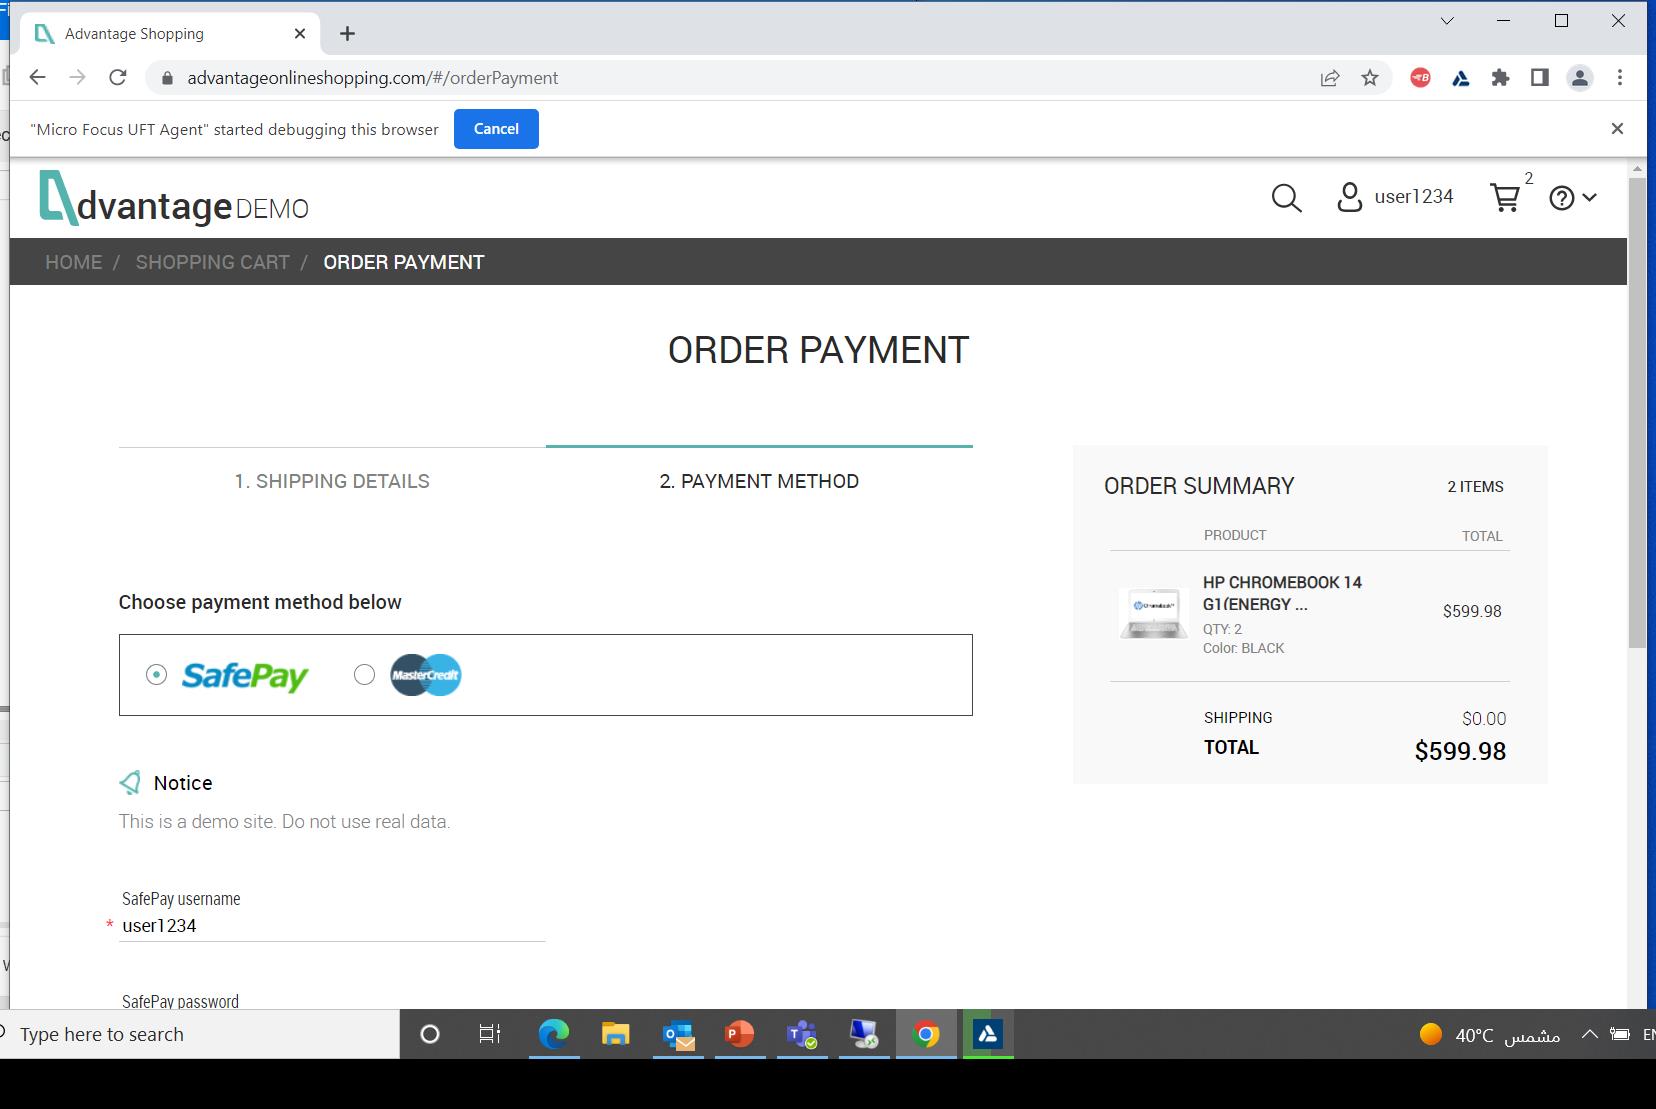 Advantage Shopping
advantageonlineshopping.com/#/orderPayment
"Micro Focus UFT Agent" started debugging this browser
Cancel
dvantage DEMO
user1234
2
HOME / SHOPPING CART / ORDER PAYMENT
ORDER PAYMENT
1. SHIPPING DETAILS
2. PAYMENT METHOD
Choose payment method below
SafePay
MasterCredit
Notice
This is a demo site. Do not use real data.
SafePay username
* user1234
SafePay password
ORDER SUMMARY
2 ITEMS
PRODUCT
TOTAL
HP CHROMEBOOK 14
G1(ENERGY ...
$599.98
QTY: 2
Color: BLACK
SHIPPING
$0.00
TOTAL
$599.98
Type here to search
40°C مشمس